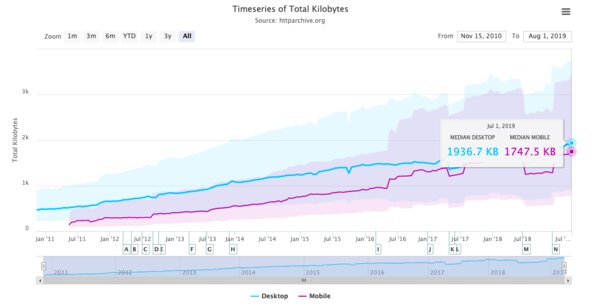 Timeseries of Total Kilobytes
Source: httparchive.org
Zoom 1m 3m 6m YTD 1y 3y All
From Nov 15, 2010 To Aug 1, 2019
Total Kilobytes
3k
2k
1k
0
Jul 1, 2019
MEDIAN DESKTOP MEDIAN MOBILE
1936.7 KB 1747.5 KB
Jan '11 Jul '11 Jan '12 Jul '12 Jan '13 Jul '13 Jan '14 Jul '14 Jan '15 Jul '15 Jan '16 Jul '16 Jan '17 Jul '17 Jan '18 Jul '18 Jan '19 Jul '...
A B C D E F G H I J K L M N
2011 2012 2013 2014 2015 2016 2017 2018 2019
Desktop Mobile